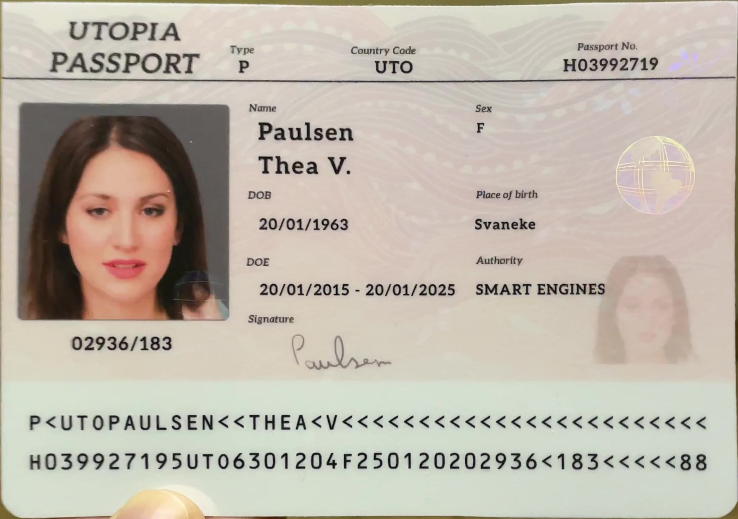 UTOPIA
PASSPORT
Type
P
Country Code
UTO
Passport No.
H03992719
Name
Paulsen
Thea V.
Sex
F
DOB
20/01/1963
Place of birth
Svaneke
DOE
20/01/2015 - 20/01/2025
Authority
SMART ENGINES
Signature
Paulsen
02936/183
P<UTOPAULSEN<<THEA<V<<<<<<<<<<<<<<<<<<<<<<<<
H039927195UTO6301204F250120202936<183<<<<<88